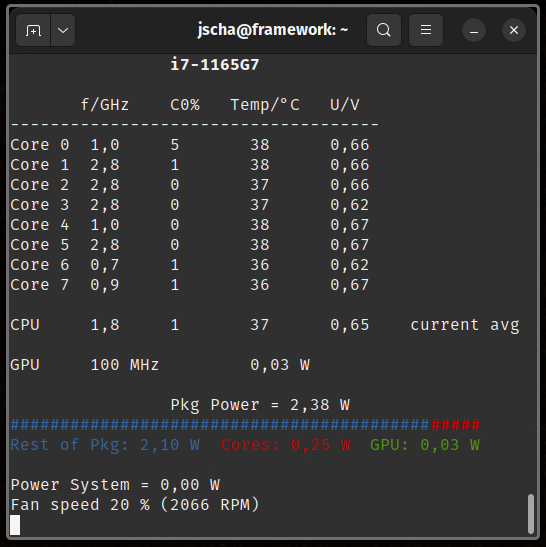 jscha@framework: ~
i7-1165G7
f/GHz C0% Temp/°C U/V
-------------------------------------
Core 0 1,0 5 38 0,66
Core 1 2,8 1 38 0,66
Core 2 2,8 0 37 0,66
Core 3 2,8 0 37 0,62
Core 4 1,0 0 38 0,67
Core 5 2,8 0 38 0,67
Core 6 0,7 1 36 0,62
Core 7 0,9 1 36 0,67
CPU 1,8 1 37 0,65 current avg
GPU 100 MHz 0,03 W
Pkg Power = 2,38 W
###############################################
Rest of Pkg: 2,10 W Cores: 0,25 W GPU: 0,03 W
Power System = 0,00 W
Fan speed 20 % (2066 RPM)